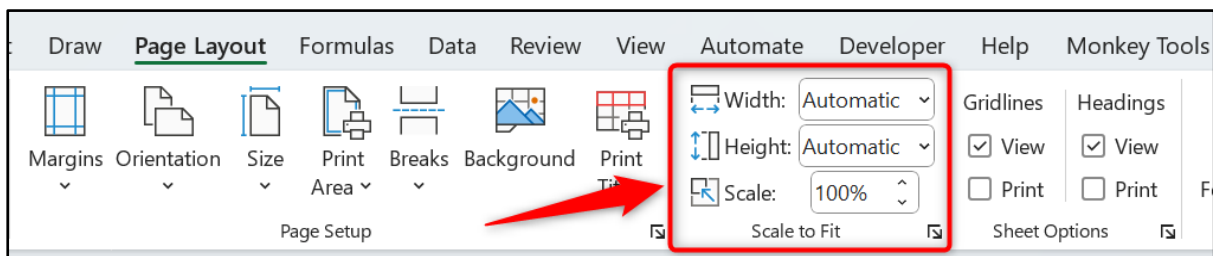 Draw Page Layout Formulas Data Review View Automate Developer Help Monkey Tools
Margins Orientation Size Print Area Breaks Background Print
Page Setup
Width: Automatic
Height: Automatic
Scale: 100%
Scale to Fit
Gridlines Headings
View View
Print Print
Sheet Options